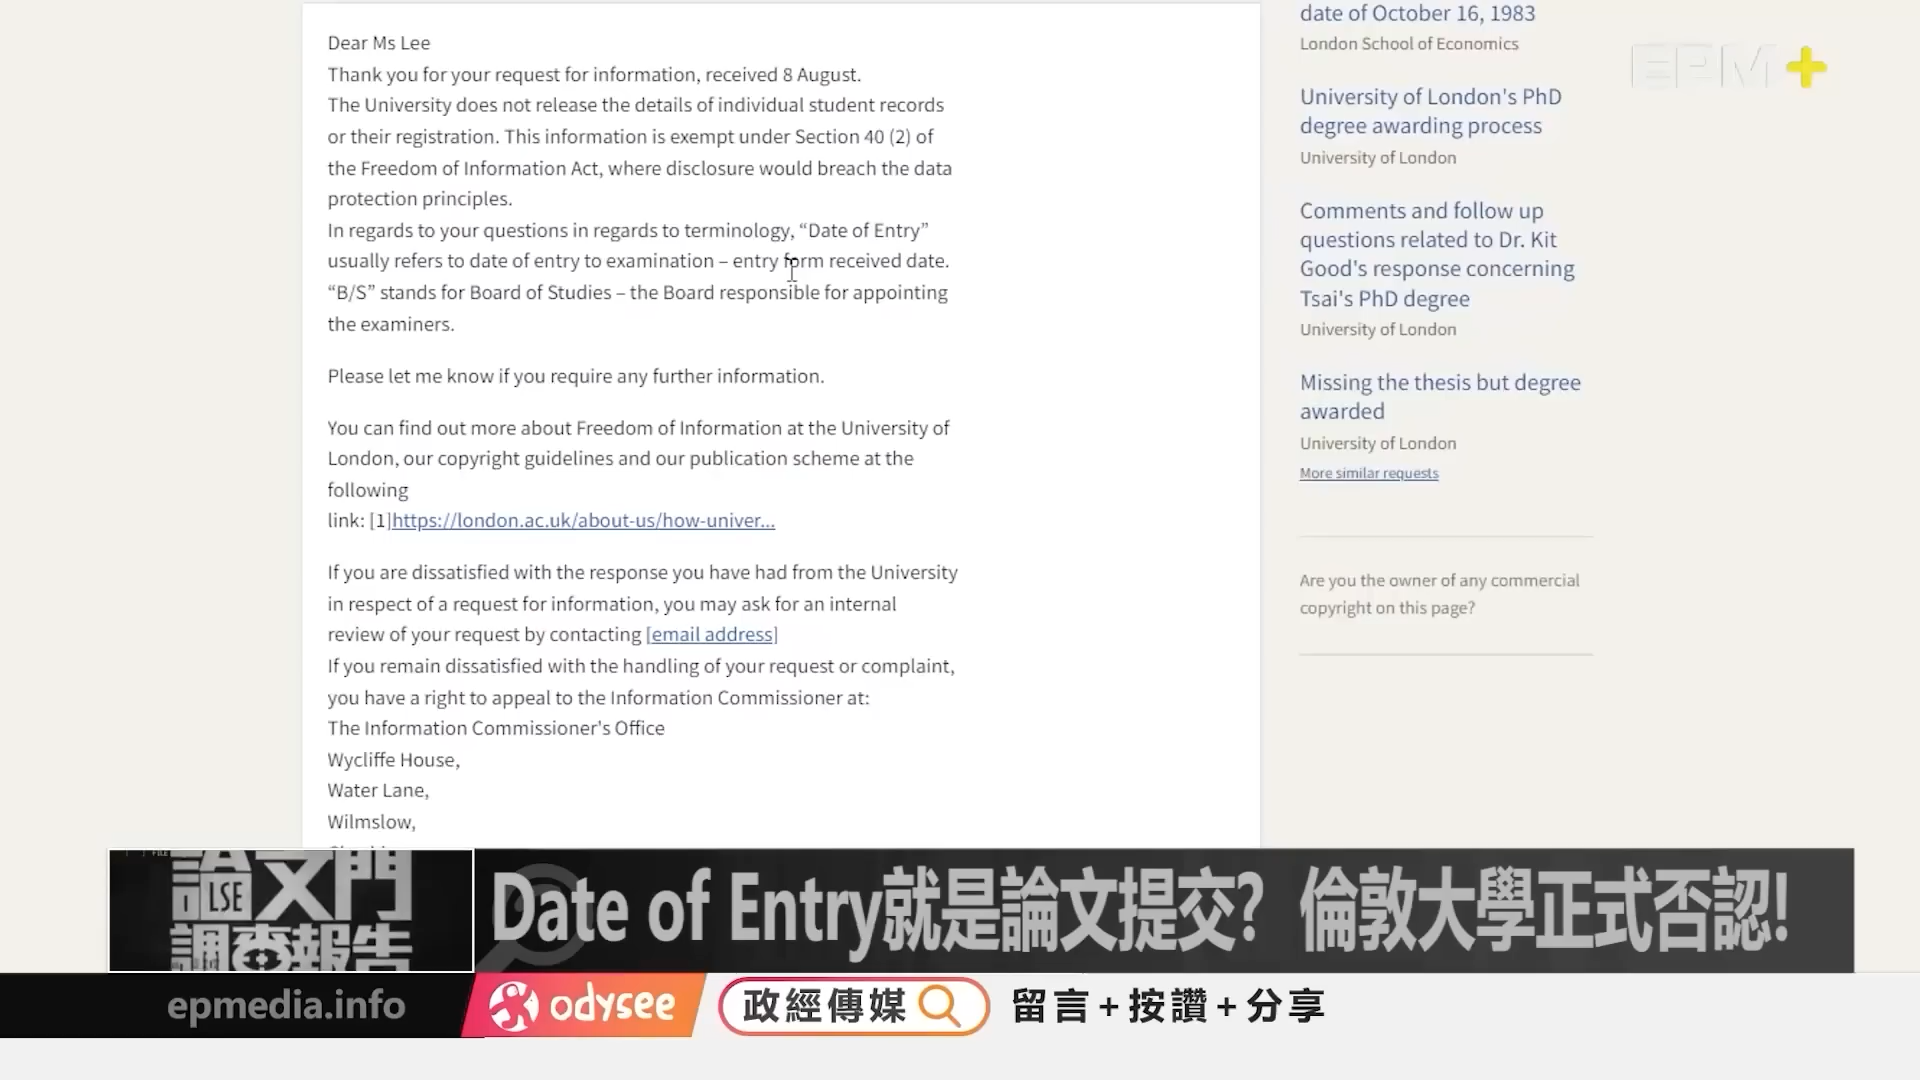 Dear Ms Lee
Thank you for your request for information, received 8 August.
The University does not release the details of individual student records
or their registration. This information is exempt under Section 40 (2) of
the Freedom of Information Act, where disclosure would breach the data
protection principles.
In regards to your questions in regards to terminology, “Date of Entry”
usually refers to date of entry to examination – entry form received date.
“B/S” stands for Board of Studies – the Board responsible for appointing
the examiners.
Please let me know if you require any further information.
You can find out more about Freedom of Information at the University of
London, our copyright guidelines and our publication scheme at the
following
link: [1]https://london.ac.uk/about-us/how-univer...
If you are dissatisfied with the response you have had from the University
in respect of a request for information, you may ask for an internal
review of your request by contacting [email address]
If you remain dissatisfied with the handling of your request or complaint,
you have a right to appeal to the Information Commissioner at:
The Information Commissioner's Office
Wycliffe House,
Water Lane,
Wilmslow,
date of October 16, 1983
London School of Economics
University of London's PhD
degree awarding process
University of London
Comments and follow up
questions related to Dr. Kit
Good's response concerning
Tsai's PhD degree
University of London
Missing the thesis but degree
awarded
University of London
More similar requests
Are you the owner of any commercial
copyright on this page?
EPM+
論文門
LSE
調查報告
Date of Entry就是論文提交? 倫敦大學正式否認!
epmedia.info
odysee
政經傳媒
留言+按讚+分享